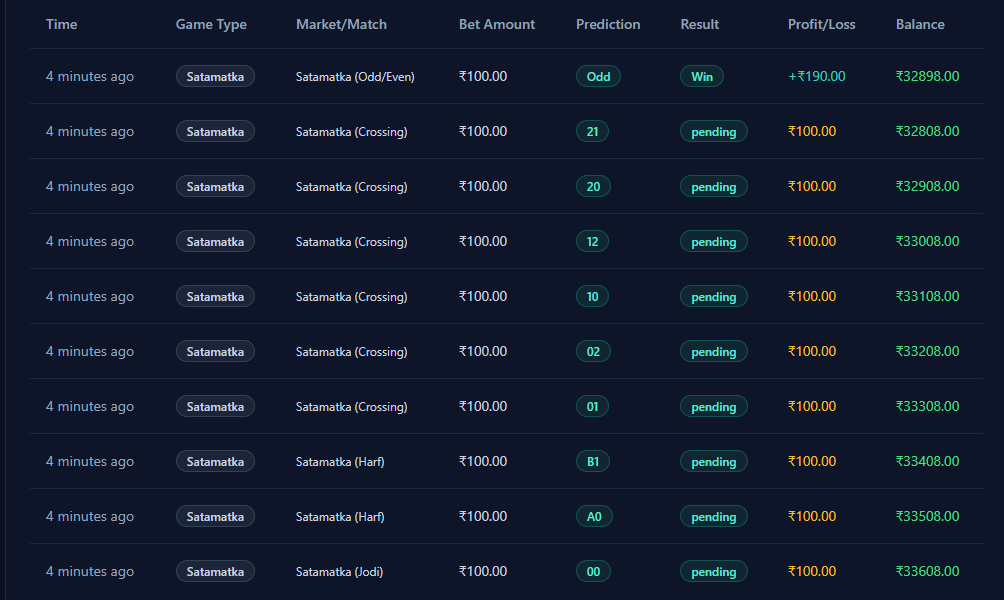 Time Game Type Market/Match Bet Amount Prediction Result Profit/Loss Balance
4 minutes ago Satamatka Satamatka (Odd/Even) ₹100.00 Odd Win +₹190.00 ₹32898.00
4 minutes ago Satamatka Satamatka (Crossing) ₹100.00 21 pending ₹100.00 ₹32808.00
4 minutes ago Satamatka Satamatka (Crossing) ₹100.00 20 pending ₹100.00 ₹32908.00
4 minutes ago Satamatka Satamatka (Crossing) ₹100.00 12 pending ₹100.00 ₹33008.00
4 minutes ago Satamatka Satamatka (Crossing) ₹100.00 10 pending ₹100.00 ₹33108.00
4 minutes ago Satamatka Satamatka (Crossing) ₹100.00 02 pending ₹100.00 ₹33208.00
4 minutes ago Satamatka Satamatka (Crossing) ₹100.00 01 pending ₹100.00 ₹33308.00
4 minutes ago Satamatka Satamatka (Harf) ₹100.00 B1 pending ₹100.00 ₹33408.00
4 minutes ago Satamatka Satamatka (Harf) ₹100.00 A0 pending ₹100.00 ₹33508.00
4 minutes ago Satamatka Satamatka (Jodi) ₹100.00 00 pending ₹100.00 ₹33608.00